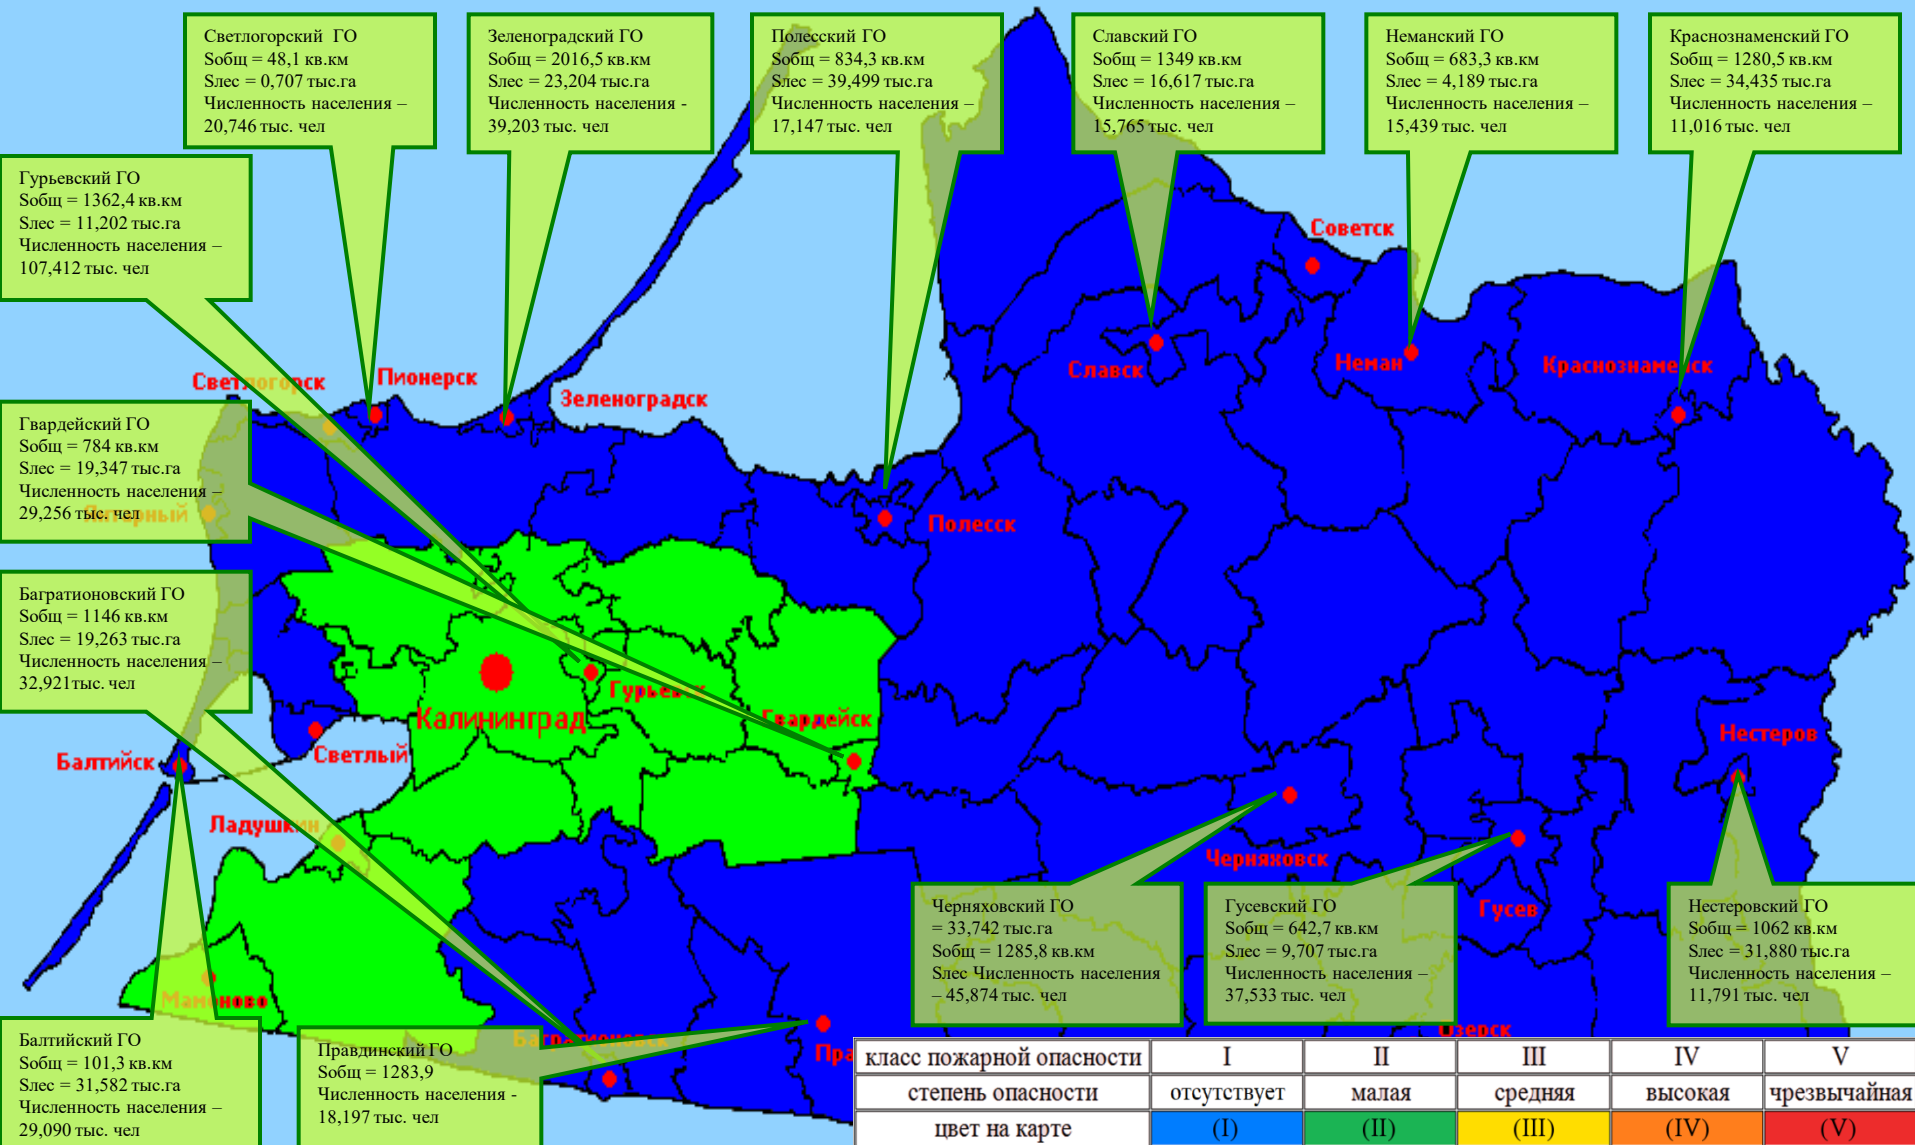 Светлогорский ГО
Sобщ = 48,1 кв.км
Sлес = 0,707 тыс.га
Численность населения –
20,746 тыс. чел
Зеленоградский ГО
Sобщ = 2016,5 кв.км
Sлес = 23,204 тыс.га
Численность населения -
39,203 тыс. чел
Полесский ГО
Sобщ = 834,3 кв.км
Sлес = 39,499 тыс.га
Численность населения –
17,147 тыс. чел
Славский ГО
Sобщ = 1349 кв.км
Sлес = 16,617 тыс.га
Численность населения –
15,765 тыс. чел
Неманский ГО
Sобщ = 683,3 кв.км
Sлес = 4,189 тыс.га
Численность населения –
15,439 тыс. чел
Краснознаменский ГО
Sобщ = 1280,5 кв.км
Sлес = 34,435 тыс.га
Численность населения –
11,016 тыс. чел
Гурьевский ГО
Sобщ = 1362,4 кв.км
Sлес = 11,202 тыс.га
Численность населения –
107,412 тыс. чел
Советск
Славск
Неман
Краснознаменск
Светлогорск
Пионерск
Зеленоградск
Гвардейский ГО
Sобщ = 784 кв.км
Sлес = 19,347 тыс.га
Численность населения –
29,256 тыс. чел
Янтарный
Полесск
Багратионовский ГО
Sобщ = 1146 кв.км
Sлес = 19,263 тыс.га
Численность населения –
32,921тыс. чел
Гурьевск
Калининград
Гвардейск
Нестеров
Балтийск
Светлый
Ладушкин
Черняховск
Гусев
Черняховский ГО
= 33,742 тыс.га
Sобщ = 1285,8 кв.км
Sлес Численность населения
– 45,874 тыс. чел
Гусевский ГО
Sобщ = 642,7 кв.км
Sлес = 9,707 тыс.га
Численность населения –
37,533 тыс. чел
Нестеровский ГО
Sобщ = 1062 кв.км
Sлес = 31,880 тыс.га
Численность населения –
11,791 тыс. чел
Мамоново
Озерск
Багратионовск
Пра
Балтийский ГО
Sобщ = 101,3 кв.км
Sлес = 31,582 тыс.га
Численность населения –
29,090 тыс. чел
Правдинский ГО
Sобщ = 1283,9
Численность населения -
18,197 тыс. чел
класс пожарной опасности I II III IV V
степень опасности отсутствует малая средняя высокая чрезвычайная
цвет на карте (I) (II) (III) (IV) (V)